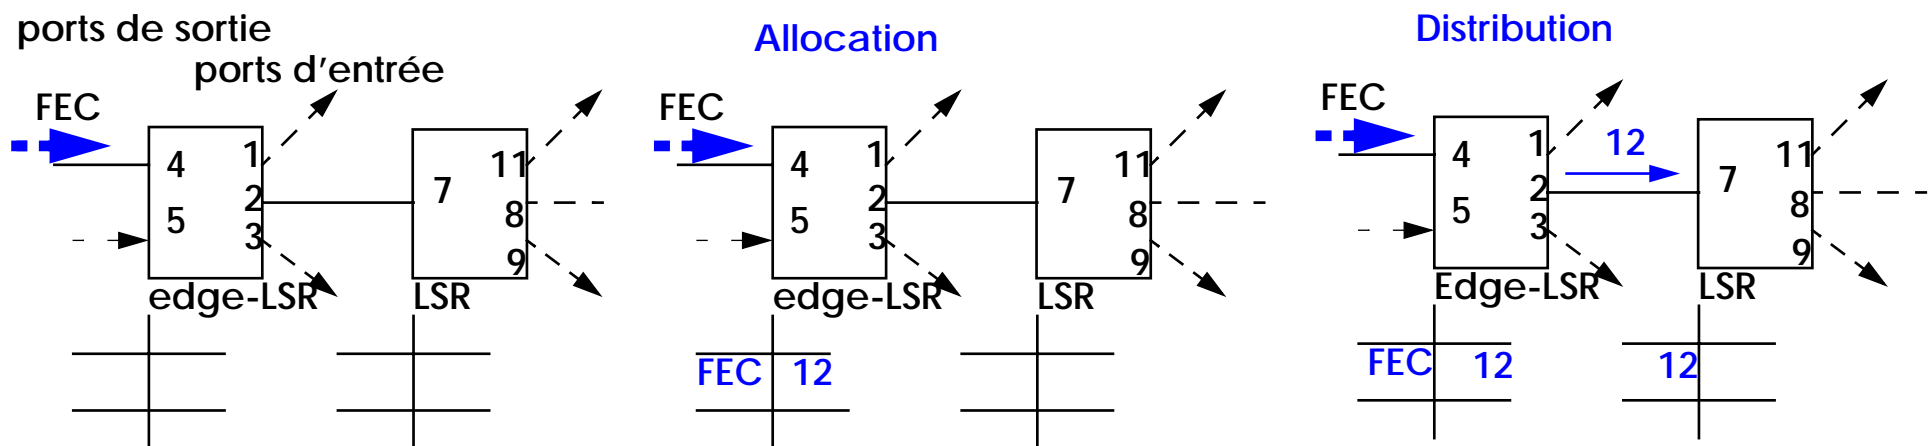 ports de sortie
ports d'entrée
FEC
4
5
1
2
3
7
11
8
9
edge-LSR
LSR
Allocation
FEC
4
5
1
2
3
7
11
8
9
edge-LSR
LSR
FEC 12
Distribution
FEC
4
5
1
2
3
12
7
11
8
9
Edge-LSR
LSR
FEC 12
12